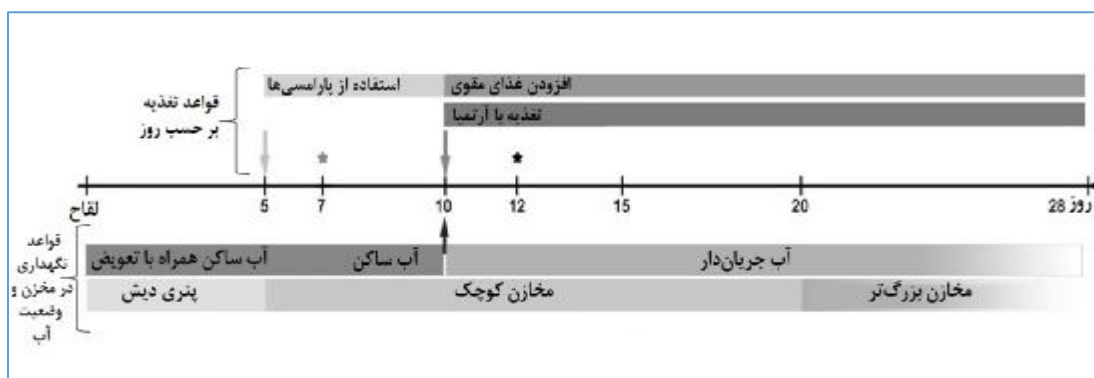 استفاده از پارامسی‌ها افزودن غذای مقوی
تغذیه با آرتمیا
قواعد تغذیه
بر حسب روز
* *
لقاح 5 7 10 12 15 20 28 روز
قواعد
نگهداری
در مخزن و
وضعیت
آب
آب ساکن همراه با تعویض آب ساکن آب جریان‌دار
پتری دیش مخازن کوچک مخازن بزرگ‌تر